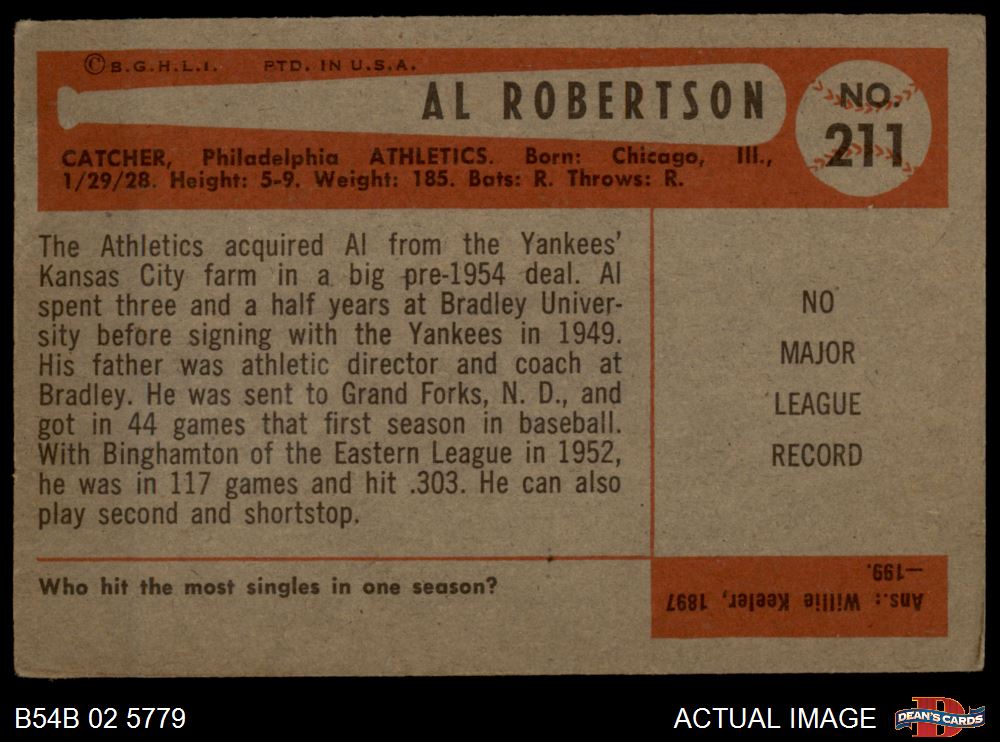 ©B.G.H.L.I. PTD. IN U.S.A.
AL ROBERTSON
NO.
211
CATCHER, Philadelphia ATHLETICS. Born: Chicago, Ill.,
1/29/28. Height: 5-9. Weight: 185. Bats: R. Throws: R.
The Athletics acquired Al from the Yankees'
Kansas City farm in a big pre-1954 deal. Al
spent three and a half years at Bradley Univer-
sity before signing with the Yankees in 1949.
His father was athletic director and coach at
Bradley. He was sent to Grand Forks, N. D., and
got in 44 games that first season in baseball.
With Binghamton of the Eastern League in 1952,
he was in 117 games and hit .303. He can also
play second and shortstop.
NO
MAJOR
LEAGUE
RECORD
Who hit the most singles in one season?
Ans.: Willie Keeler, 1897
—199.
B54B 02 5779
ACTUAL IMAGE
D
DEAN'S CARDS